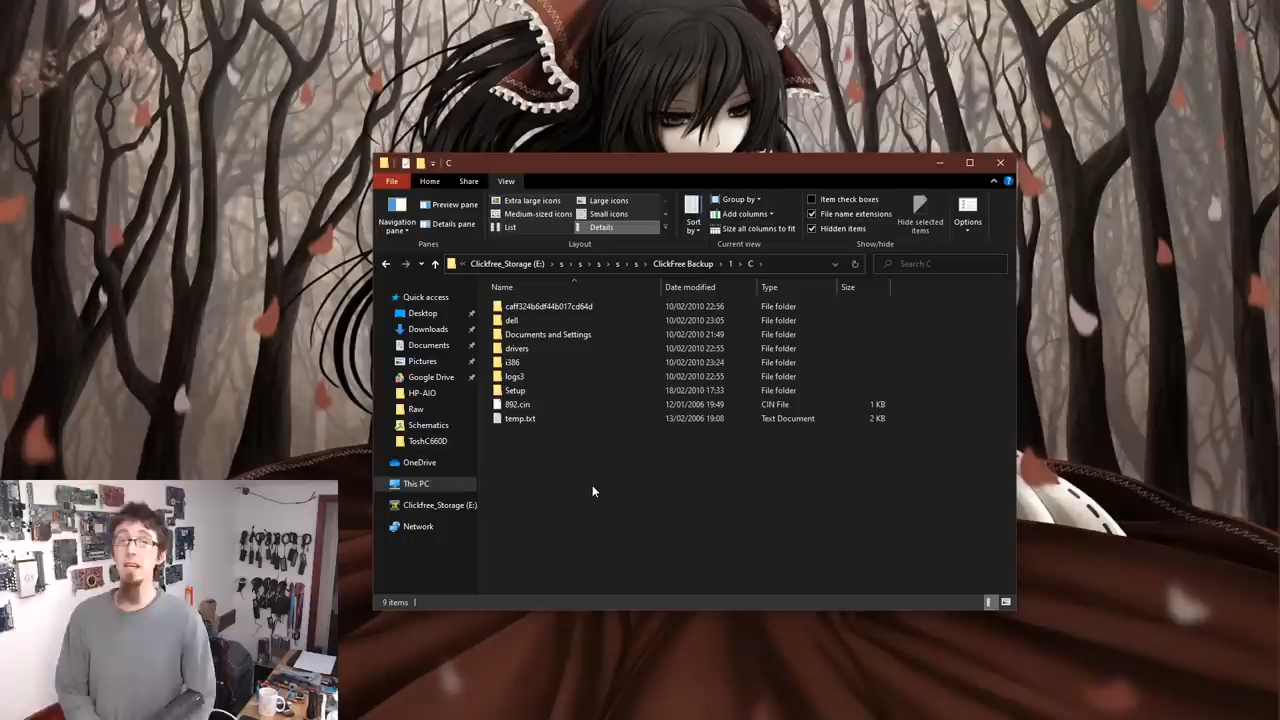 C
File Home Share View
Navigation pane
Preview pane
Details pane
Panes
Extra large icons Large icons
Medium-sized icons Small icons
List Details
Layout
Sort by
Group by
Add columns
Size all columns to fit
Current view
Item check boxes
File name extensions
Hidden items
Hide selected items
Options
Show/hide
« Clickfree_Storage (E:) > s > s > s > s > s > ClickFree Backup > 1 > C >
Search C
Name Date modified Type Size
Quick access
Desktop
Downloads
Documents
Pictures
Google Drive
HP-AIO
Raw
Schematics
ToshC660D
OneDrive
This PC
Clickfree_Storage (E:)
Network
caff324b6df44b017cd64d 10/02/2010 22:56 File folder
dell 10/02/2010 23:05 File folder
Documents and Settings 10/02/2010 21:49 File folder
drivers 10/02/2010 22:55 File folder
i386 10/02/2010 23:24 File folder
logs3 10/02/2010 22:55 File folder
Setup 18/02/2010 17:33 File folder
892.cin 12/01/2006 19:49 CIN File 1 KB
temp.txt 13/02/2006 19:08 Text Document 2 KB
9 items